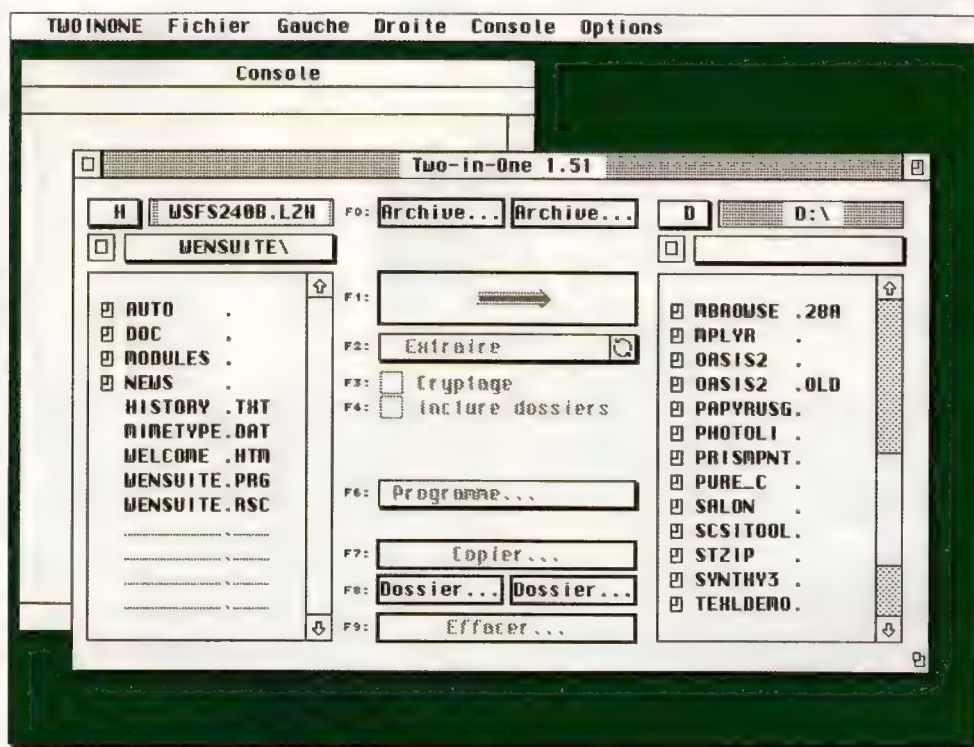 TWOINONE Fichier Gauche Droite Console Options
Console
Two-in-One 1.51
H WSFS240B.LZH F0: Archive... Archive... D D:\
WENSUITE\
F1:
F2: Extraire
F3: Cryptage
F4: Inclure dossiers
F6: Programme...
F7: Copier...
F8: Dossier... Dossier...
F9: Effacer...
AUTO .
DOC .
MODULES .
NEWS .
HISTORY .TXT
MIMETYPE.DAT
WELCOME .HTM
WENSUITE.PRG
WENSUITE.RSC
MBROWSE .28A
MPLYR .
OASIS2 .
OASIS2 .OLD
PAPYRUSG.
PHOTOLI .
PRISMPNT.
PURE_C .
SALON .
SCSITOOL.
STZIP .
SYNTHY3 .
TEXLDEMO.